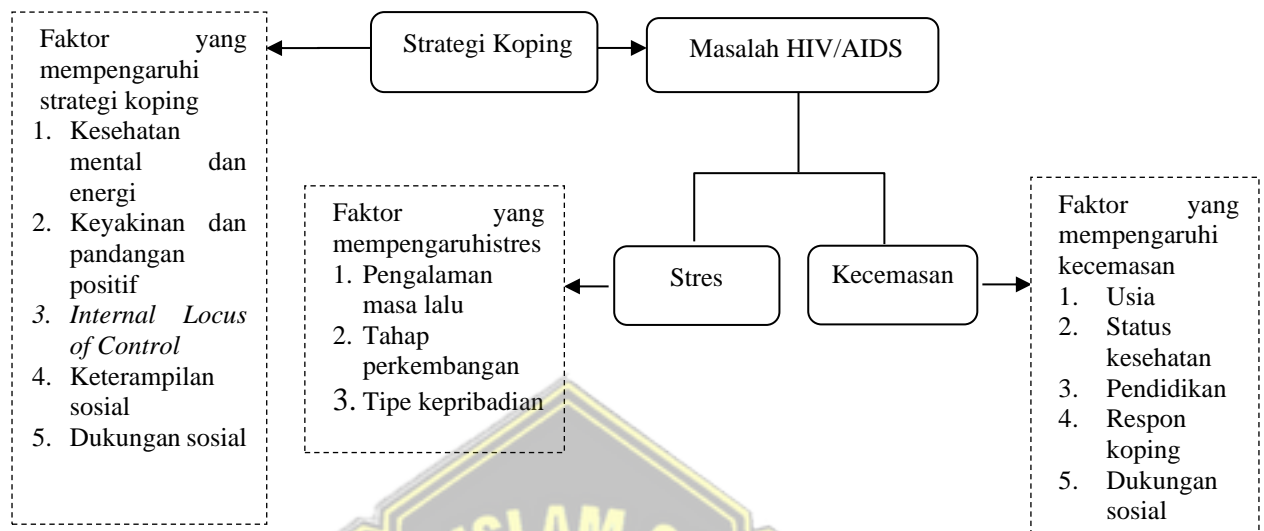 Faktor yang
mempengaruhi
strategi koping
1. Kesehatan
mental dan
energi
2. Keyakinan dan
pandangan
positif
3. Internal Locus
of Control
4. Keterampilan
sosial
5. Dukungan sosial
Strategi Koping
Masalah HIV/AIDS
Faktor yang
mempengaruhistres
1. Pengalaman
masa lalu
2. Tahap
perkembangan
3. Tipe kepribadian
Stres
Kecemasan
Faktor yang
mempengaruhi
kecemasan
1. Usia
2. Status
kesehatan
3. Pendidikan
4. Respon
koping
5. Dukungan
sosial
ISLAM